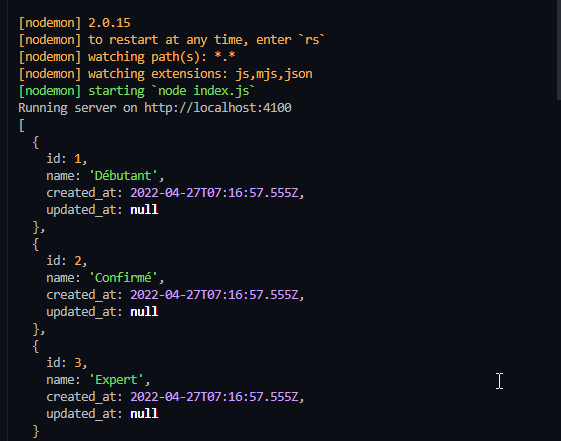 [nodemon] 2.0.15
[nodemon] to restart at any time, enter `rs`
[nodemon] watching path(s): *.*
[nodemon] watching extensions: js,mjs,json
[nodemon] starting `node index.js`
Running server on http://localhost:4100
[
  {
    id: 1,
    name: 'Débutant',
    created_at: 2022-04-27T07:16:57.555Z,
    updated_at: null
  },
  {
    id: 2,
    name: 'Confirmé',
    created_at: 2022-04-27T07:16:57.555Z,
    updated_at: null
  },
  {
    id: 3,
    name: 'Expert',
    created_at: 2022-04-27T07:16:57.555Z,
    updated_at: null
  }